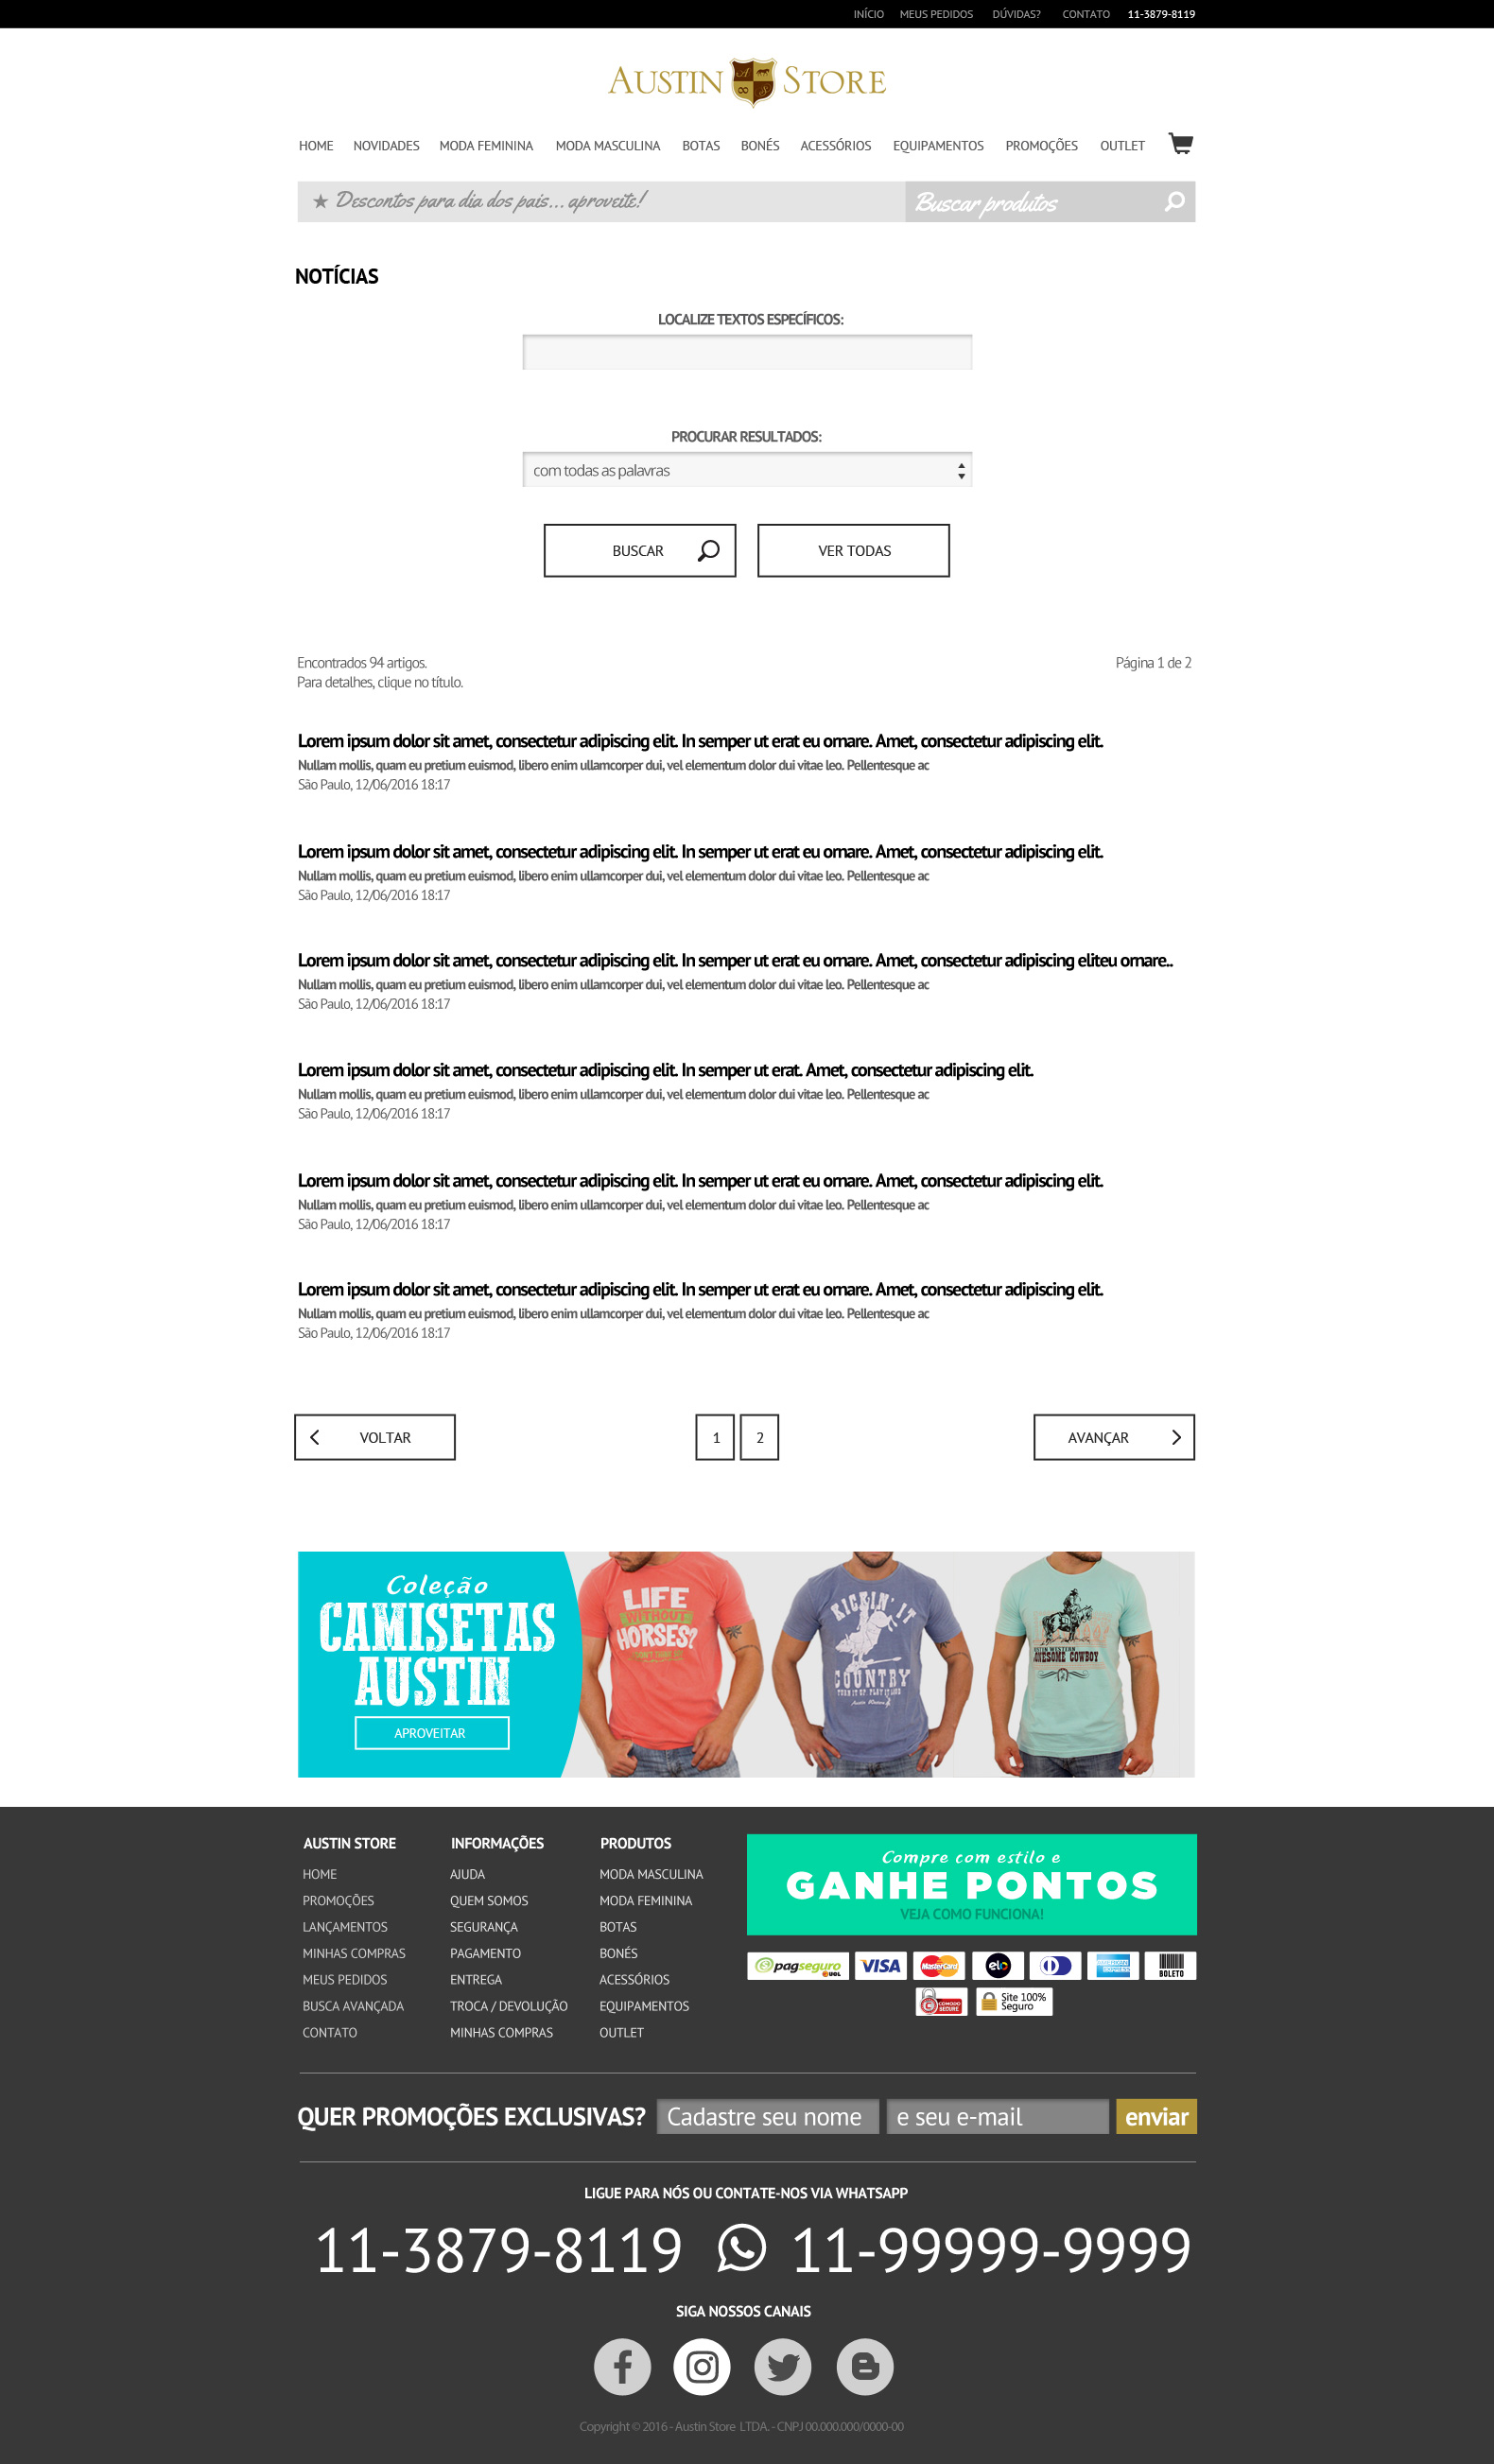 INÍCIO MEUS PEDIDOS DÚVIDAS? CONTATO 11-3879-8119
AUSTIN STORE
HOME NOVIDADES MODA FEMININA MODA MASCULINA BOTAS BONÉS ACESSÓRIOS EQUIPAMENTOS PROMOÇÕES OUTLET
★ Descontos para dia dos pais... aproveite! Buscar produtos
NOTÍCIAS
LOCALIZE TEXTOS ESPECÍFICOS:
PROCURAR RESULTADOS:
com todas as palavras
BUSCAR VER TODAS
Encontrados 94 artigos. Página 1 de 2
Para detalhes, clique no título.
Lorem ipsum dolor sit amet, consectetur adipiscing elit. In semper ut erat eu ornare. Amet, consectetur adipiscing elit.
Nullam mollis, quam eu pretium euismod, libero enim ullamcorper dui, vel elementum dolor dui vitae leo. Pellentesque ac
São Paulo, 12/06/2016 18:17
Lorem ipsum dolor sit amet, consectetur adipiscing elit. In semper ut erat eu ornare. Amet, consectetur adipiscing elit.
Nullam mollis, quam eu pretium euismod, libero enim ullamcorper dui, vel elementum dolor dui vitae leo. Pellentesque ac
São Paulo, 12/06/2016 18:17
Lorem ipsum dolor sit amet, consectetur adipiscing elit. In semper ut erat eu ornare. Amet, consectetur adipiscing eliteu ornare..
Nullam mollis, quam eu pretium euismod, libero enim ullamcorper dui, vel elementum dolor dui vitae leo. Pellentesque ac
São Paulo, 12/06/2016 18:17
Lorem ipsum dolor sit amet, consectetur adipiscing elit. In semper ut erat. Amet, consectetur adipiscing elit.
Nullam mollis, quam eu pretium euismod, libero enim ullamcorper dui, vel elementum dolor dui vitae leo. Pellentesque ac
São Paulo, 12/06/2016 18:17
Lorem ipsum dolor sit amet, consectetur adipiscing elit. In semper ut erat eu ornare. Amet, consectetur adipiscing elit.
Nullam mollis, quam eu pretium euismod, libero enim ullamcorper dui, vel elementum dolor dui vitae leo. Pellentesque ac
São Paulo, 12/06/2016 18:17
Lorem ipsum dolor sit amet, consectetur adipiscing elit. In semper ut erat eu ornare. Amet, consectetur adipiscing elit.
Nullam mollis, quam eu pretium euismod, libero enim ullamcorper dui, vel elementum dolor dui vitae leo. Pellentesque ac
São Paulo, 12/06/2016 18:17
VOLTAR 1 2 AVANÇAR
Coleção
CAMISETAS
AUSTIN
APROVEITAR
LIFE
WITHOUT
HORSES?
KICKIN' IT
COUNTRY
TURN IT UP. PLAY IT LOUD
AUSTIN WESTERN
LONESOME COWBOY
AUSTIN STORE
HOME
PROMOÇÕES
LANÇAMENTOS
MINHAS COMPRAS
MEUS PEDIDOS
BUSCA AVANÇADA
CONTATO
INFORMAÇÕES
AJUDA
QUEM SOMOS
SEGURANÇA
PAGAMENTO
ENTREGA
TROCA / DEVOLUÇÃO
MINHAS COMPRAS
PRODUTOS
MODA MASCULINA
MODA FEMININA
BOTAS
BONÉS
ACESSÓRIOS
EQUIPAMENTOS
OUTLET
Compre com estilo e
GANHE PONTOS
VEJA COMO FUNCIONA!
pagseguro UOL VISA MasterCard elo AMERICAN EXPRESS BOLETO
COMODO SECURE Site 100%
Seguro
QUER PROMOÇÕES EXCLUSIVAS? Cadastre seu nome e seu e-mail enviar
LIGUE PARA NÓS OU CONTATE-NOS VIA WHATSAPP
11-3879-8119 11-99999-9999
SIGA NOSSOS CANAIS
Copyright © 2016 - Austin Store LTDA. - CNPJ 00.000.000/0000-00